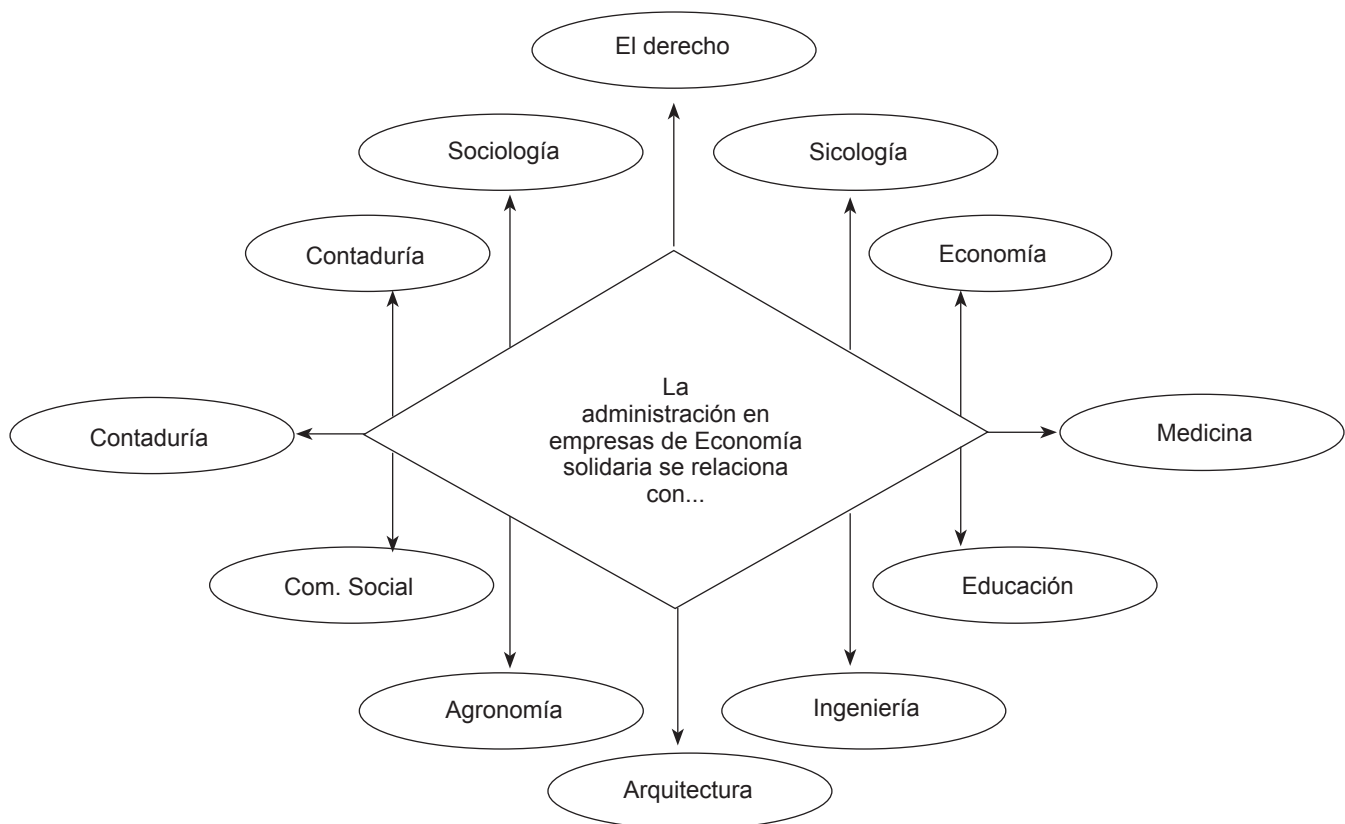 El derecho
Sociología
Sicología
Contaduría
Economía
La
administración en
empresas de Economía
solidaria se relaciona
con...
Contaduría
Medicina
Com. Social
Educación
Agronomía
Ingeniería
Arquitectura